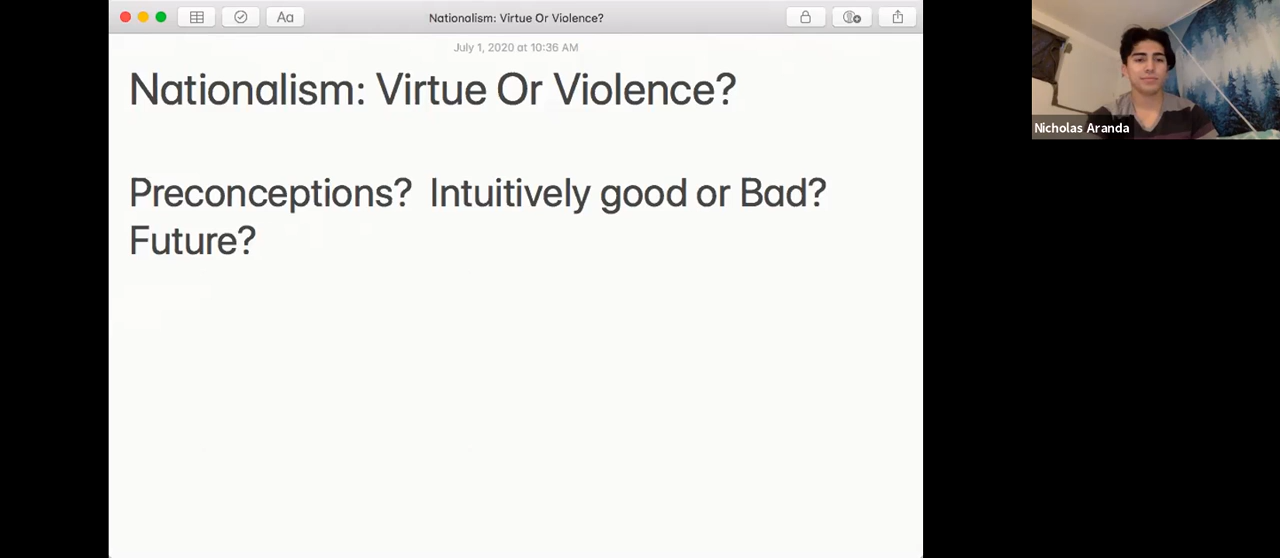 Aa
Nationalism: Virtue Or Violence?
July 1, 2020 at 10:36 AM
Nationalism: Virtue Or Violence?
Preconceptions?  Intuitively good or Bad?
Future?
Nicholas Aranda